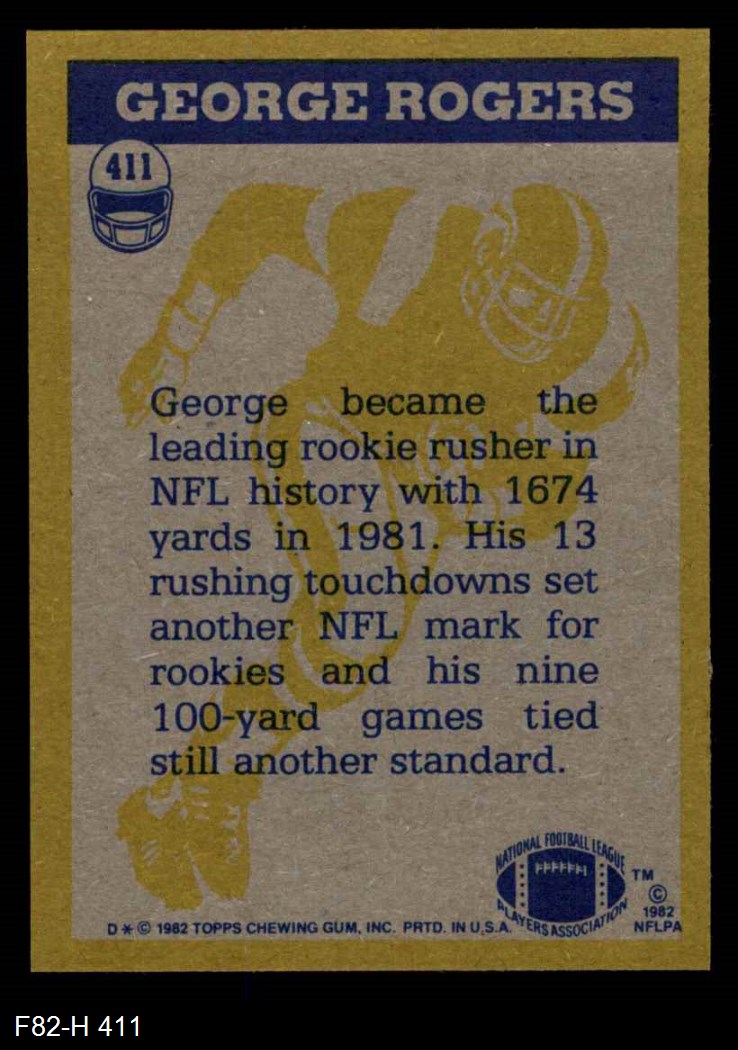 GEORGE ROGERS
411
George became the
leading rookie rusher in
NFL history with 1674
yards in 1981. His 13
rushing touchdowns set
another NFL mark for
rookies and his nine
100-yard games tied
still another standard.
NATIONAL FOOTBALL LEAGUE
PLAYERS ASSOCIATION
TM
©
1982
NFLPA
D * © 1982 TOPPS CHEWING GUM, INC. PRTD. IN U.S.A.
F82-H 411